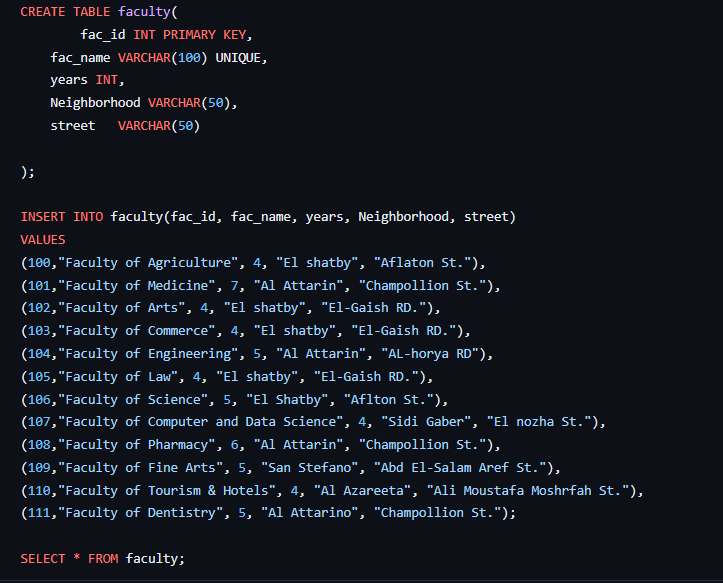 CREATE TABLE faculty(
fac_id INT PRIMARY KEY,
fac_name VARCHAR(100) UNIQUE,
years INT,
Neighborhood VARCHAR(50),
street   VARCHAR(50)
);
INSERT INTO faculty(fac_id, fac_name, years, Neighborhood, street)
VALUES
(100,"Faculty of Agriculture", 4, "El shatby", "Aflaton St."),
(101,"Faculty of Medicine", 7, "Al Attarin", "Champollion St."),
(102,"Faculty of Arts", 4, "El shatby", "El-Gaish RD."),
(103,"Faculty of Commerce", 4, "El shatby", "El-Gaish RD."),
(104,"Faculty of Engineering", 5, "Al Attarin", "AL-horya RD"),
(105,"Faculty of Law", 4, "El shatby", "El-Gaish RD."),
(106,"Faculty of Science", 5, "El Shatby", "Aflton St."),
(107,"Faculty of Computer and Data Science", 4, "Sidi Gaber", "El nozha St."),
(108,"Faculty of Pharmacy", 6, "Al Attarin", "Champollion St."),
(109,"Faculty of Fine Arts", 5, "San Stefano", "Abd El-Salam Aref St."),
(110,"Faculty of Tourism & Hotels", 4, "Al Azareeta", "Ali Moustafa Moshrfah St."),
(111,"Faculty of Dentistry", 5, "Al Attarino", "Champollion St.");
SELECT * FROM faculty;